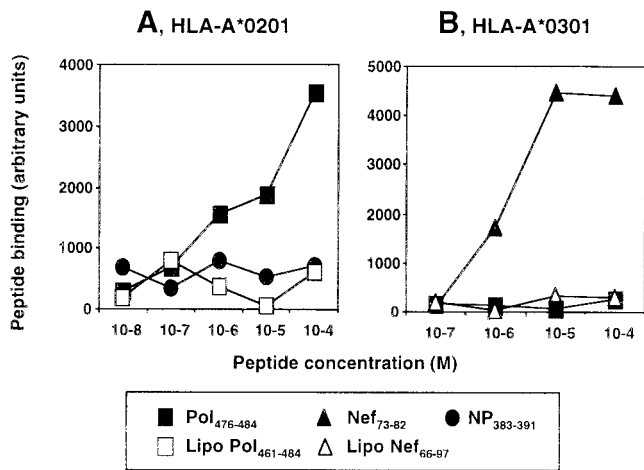 A, HLA-A*0201
B, HLA-A*0301
Peptide binding (arbitrary units)
4000
3000
2000
1000
0
10-8
10-7
10-6
10-5
10-4
5000
4000
3000
2000
1000
0
10-7
10-6
10-5
10-4
Peptide concentration (M)
Pol476-484
Nef73-82
NP383-391
Lipo Pol461-484
Lipo Nef66-97